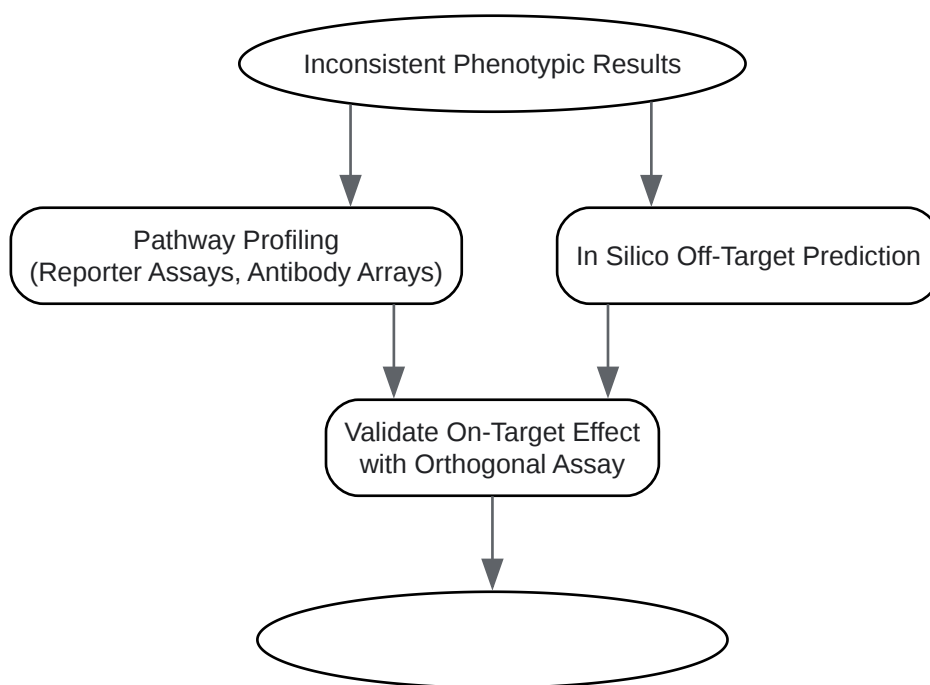 Inconsistent Phenotypic Results
Pathway Profiling
(Reporter Assays, Antibody Arrays)
In Silico Off-Target Prediction
Validate On-Target Effect
with Orthogonal Assay